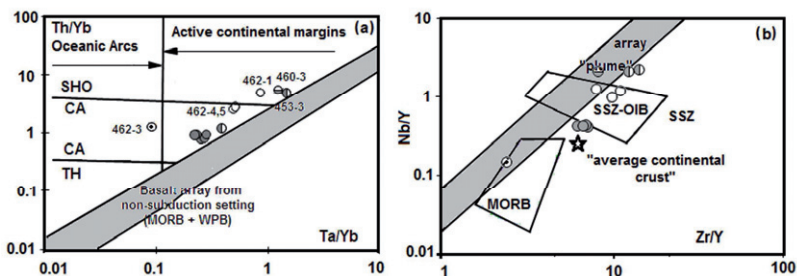 Th/Yb
Oceanic Arcs
Active continental margins
(a)
100
10
1
0.1
0.01
SHO
CA
CA
TH
462-1
460-3
462-4,5
453-3
462-3
Basalt array from
non-subduction setting
(MORB + WPB)
Ta/Yb
0.01
0.1
1
10
(b)
Nb/Y
10
1
0.1
0.01
array
"plume"
SSZ-OIB
SSZ
"average continental
crust"
MORB
Zr/Y
1
10
100